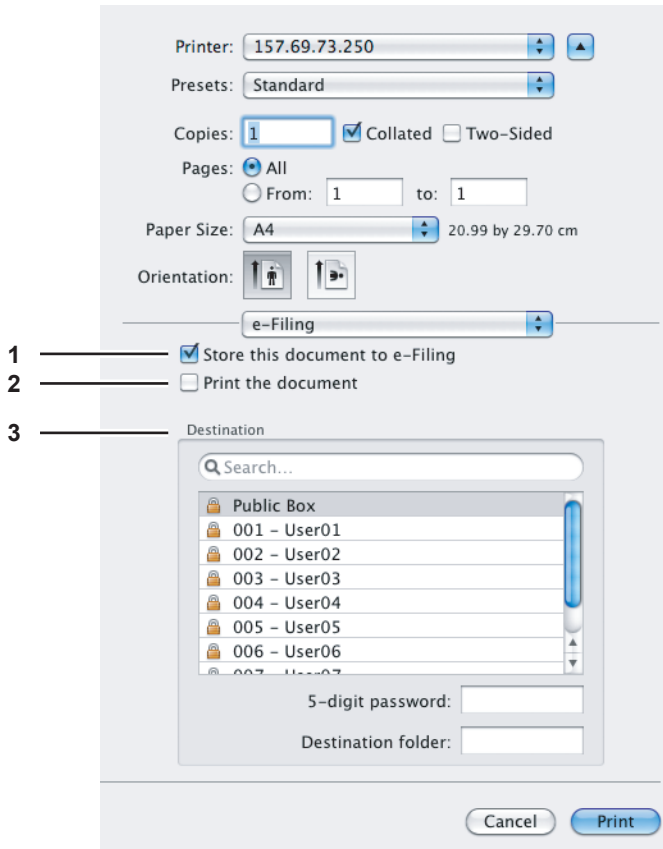 Printer: 157.69.73.250
Presets: Standard
Copies: 1 Collated Two-Sided
Pages: All
From: 1 to: 1
Paper Size: A4 20.99 by 29.70 cm
Orientation:
e-Filing
1 Store this document to e-Filing
2 Print the document
3 Destination
Search...
Public Box
001 – User01
002 – User02
003 – User03
004 – User04
005 – User05
006 – User06
5-digit password:
Destination folder:
Cancel Print